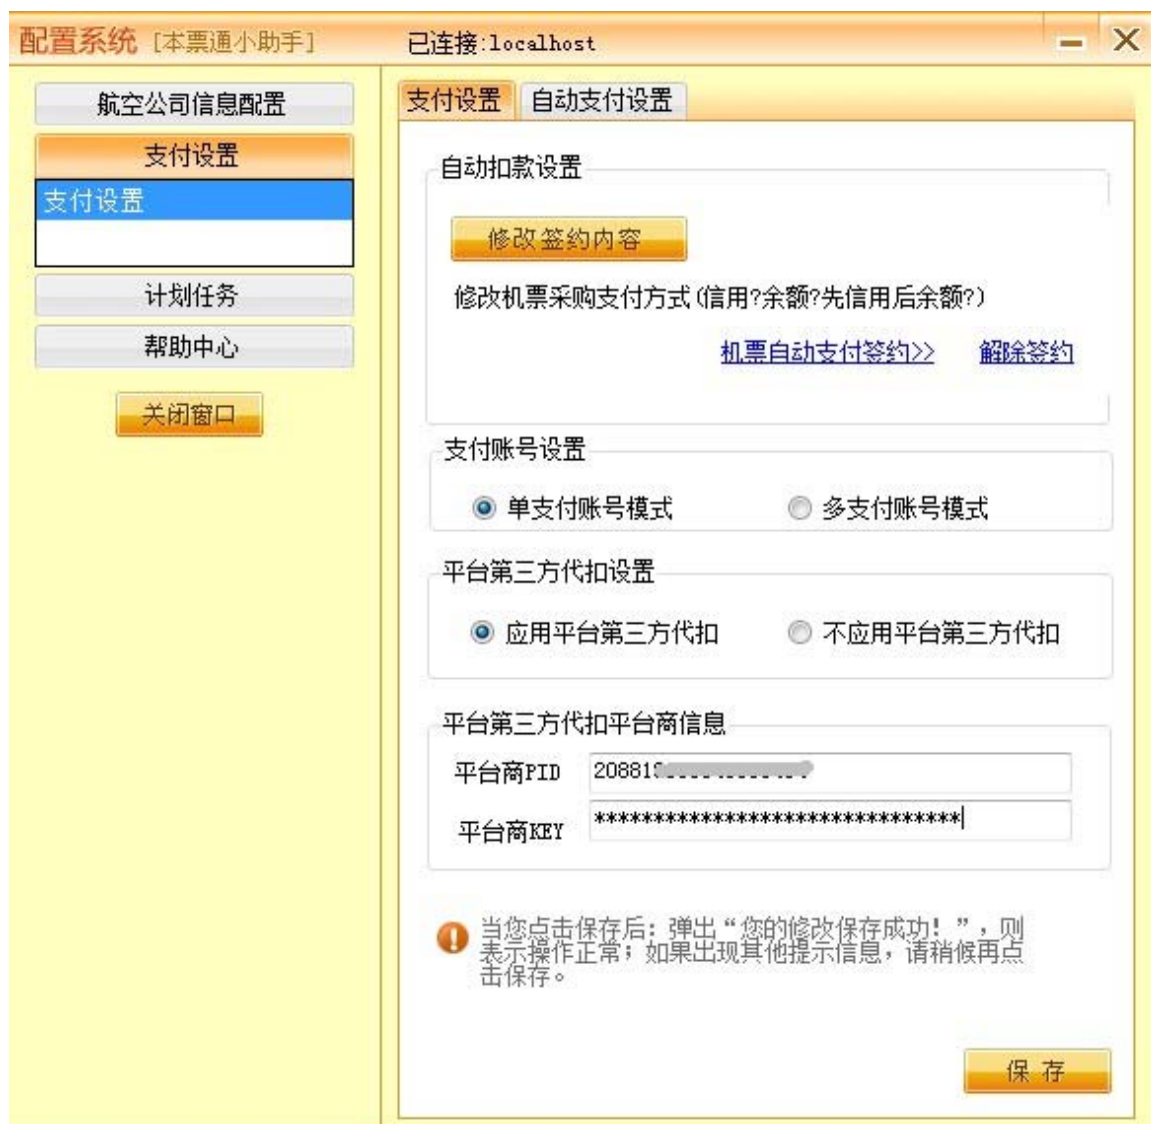 配置系统 [本票通小助手]
已连接:localhost
航空公司信息配置
支付设置
支付设置
计划任务
帮助中心
关闭窗口
支付设置
自动支付设置
自动扣款设置
修改签约内容
修改机票采购支付方式(信用?余额?先信用后余额?)
机票自动支付签约>> 解除签约
支付账号设置
单支付账号模式 多支付账号模式
平台第三方代扣设置
应用平台第三方代扣 不应用平台第三方代扣
平台第三方代扣平台商信息
平台商PID 20881
平台商KEY *******************************
当您点击保存后：弹出“您的修改保存成功！”，则
表示操作正常；如果出现其他提示信息，请稍候再点
击保存。
保 存